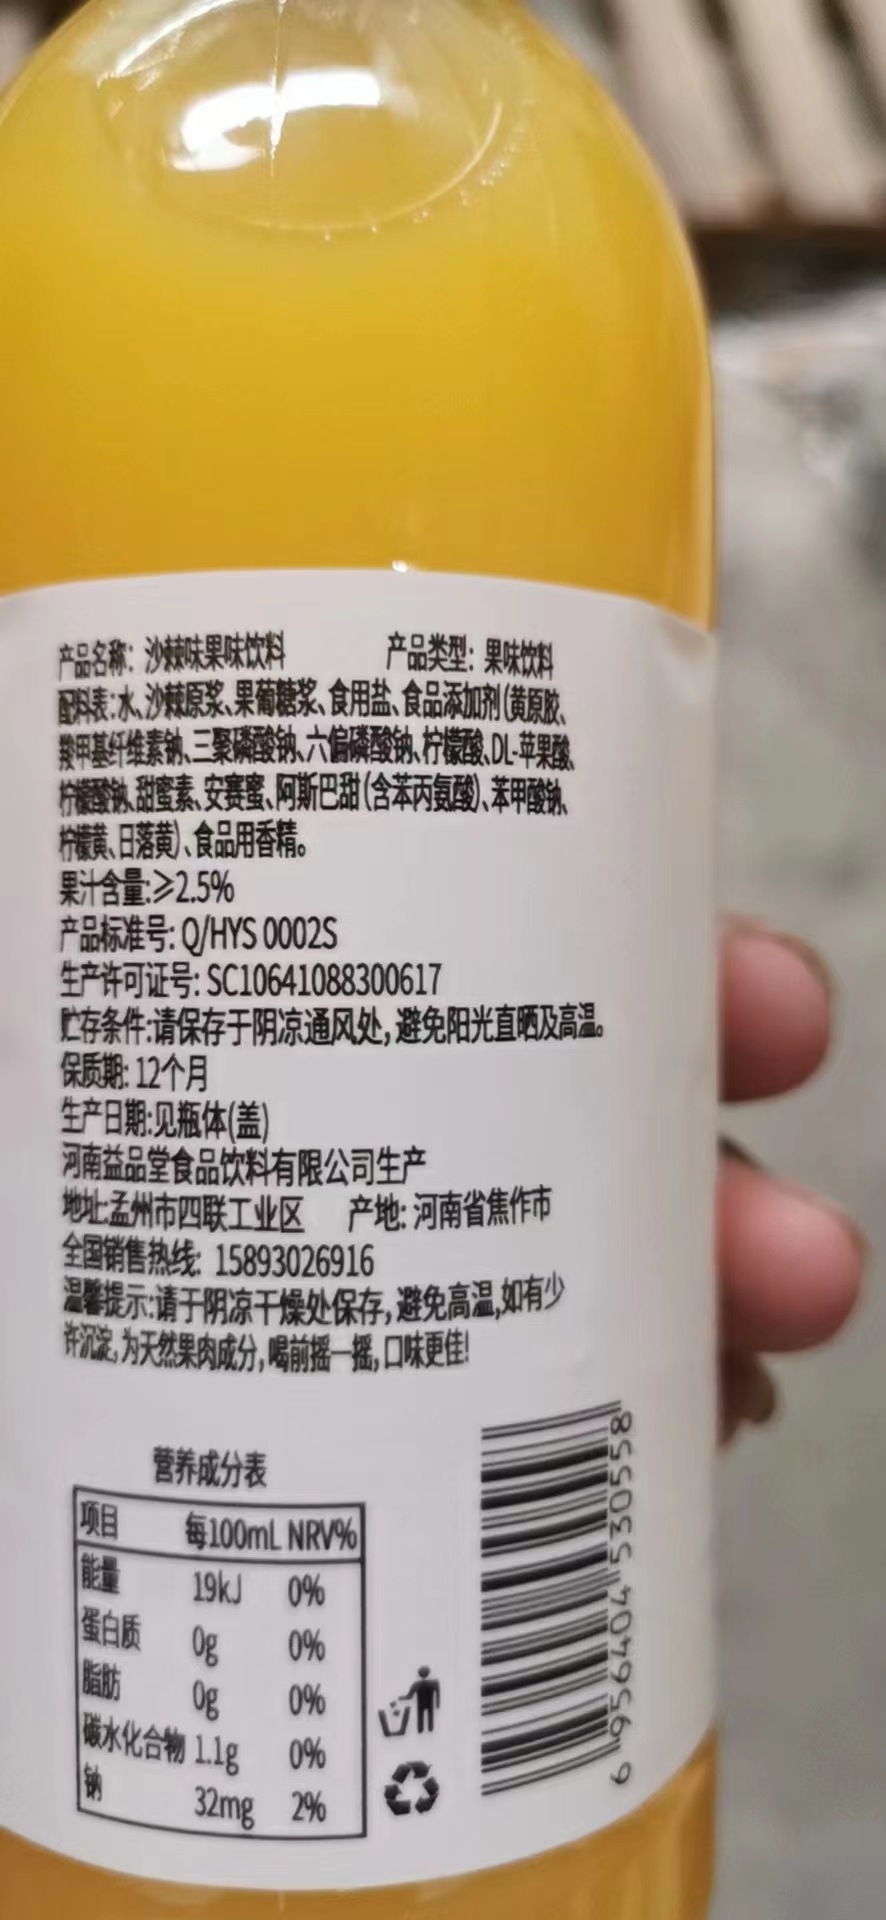 产品名称: 沙棘味果味饮料 产品类型: 果味饮料
配料表:水、沙棘原浆、果葡糖浆、食用盐、食品添加剂(黄原胶、
羧甲基纤维素钠、三聚磷酸钠、六偏磷酸钠、柠檬酸、DL-苹果酸、
柠檬酸钠、甜蜜素、安赛蜜、阿斯巴甜(含苯丙氨酸)、苯甲酸钠、
柠檬黄、日落黄)、食品用香精。
果汁含量:≥2.5%
产品标准号: Q/HYS 0002S
生产许可证号: SC10641088300617
贮存条件:请保存于阴凉通风处,避免阳光直晒及高温。
保质期: 12个月
生产日期:见瓶体(盖)
河南益品堂食品饮料有限公司生产
地址:孟州市四联工业区 产地: 河南省焦作市
全国销售热线: 15893026916
温馨提示:请于阴凉干燥处保存,避免高温,如有少
许沉淀,为天然果肉成分,喝前摇一摇,口味更佳!
营养成分表
项目 每100mL NRV%
能量 19kJ 0%
蛋白质 0g 0%
脂肪 0g 0%
碳水化合物 1.1g 0%
钠 32mg 2%
6 956404 530558